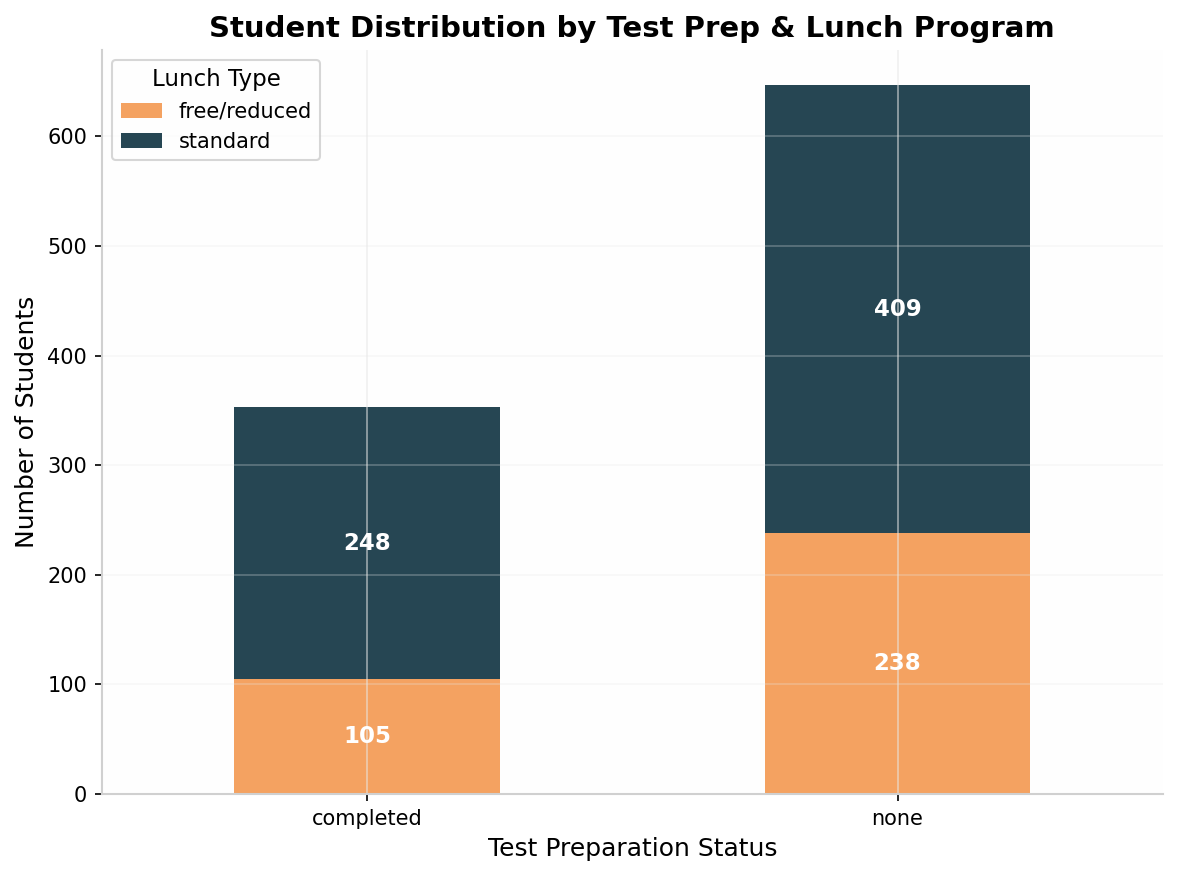 Student Distribution by Test Prep & Lunch Program
Lunch Type
free/reduced
standard
Number of Students
600
500
400
300
200
100
0
409
248
238
105
completed
none
Test Preparation Status